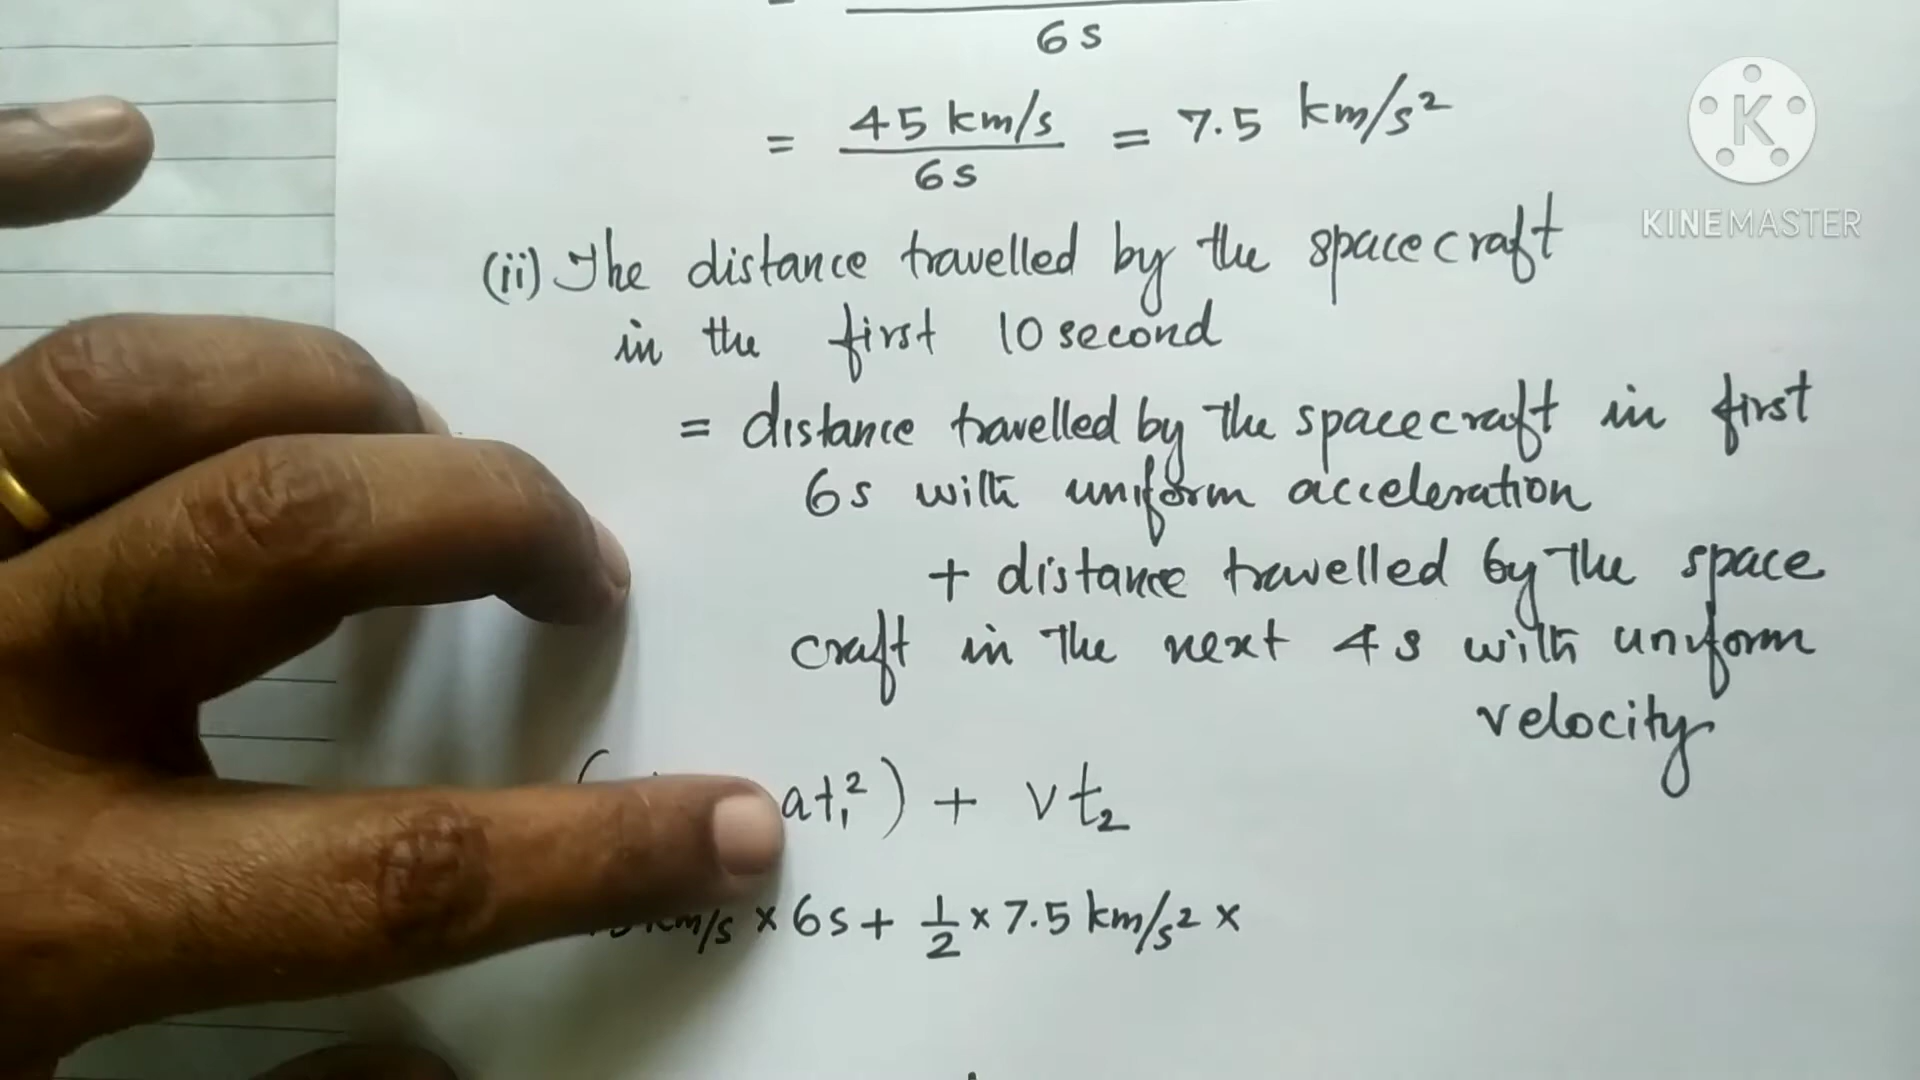 6s
= 45 km/s / 6s = 7.5 km/s²
(ii) The distance travelled by the spacecraft
in the first 10 second
= distance travelled by the spacecraft in first
6s with uniform acceleration
+ distance travelled by the space
craft in the next 4s with uniform
velocity
at₁²) + vt₂
km/s × 6s + 1/2 × 7.5 km/s² ×
K
KINEMASTER